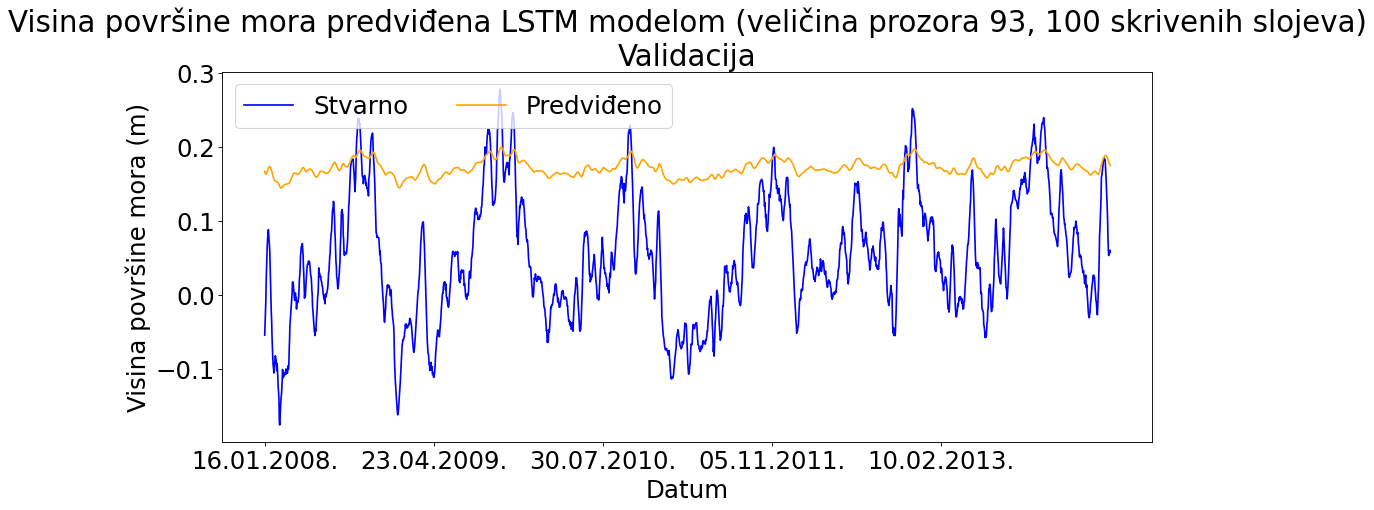 Visina površine mora predviđena LSTM modelom (veličina prozora 93, 100 skrivenih slojeva)
Validacija
Stvarno Predviđeno
Visina površine mora (m)
0.3
0.2
0.1
0.0
−0.1
16.01.2008. 23.04.2009. 30.07.2010. 05.11.2011. 10.02.2013.
Datum